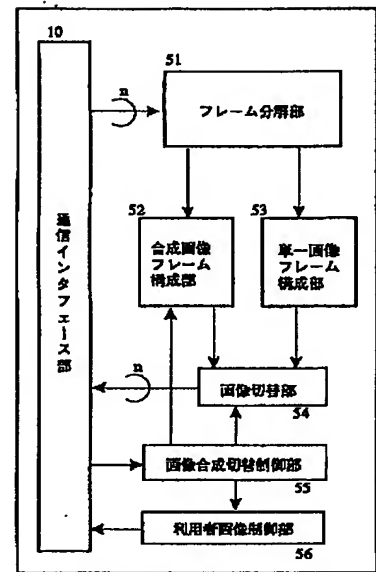 10
通信インタフェース部
n
51
フレーム分解部
52
合成画像
フレーム
構成部
53
単一画像
フレーム
構成部
n
画像切替部
54
画像合成切替制御部
55
利用者画像制御部
56